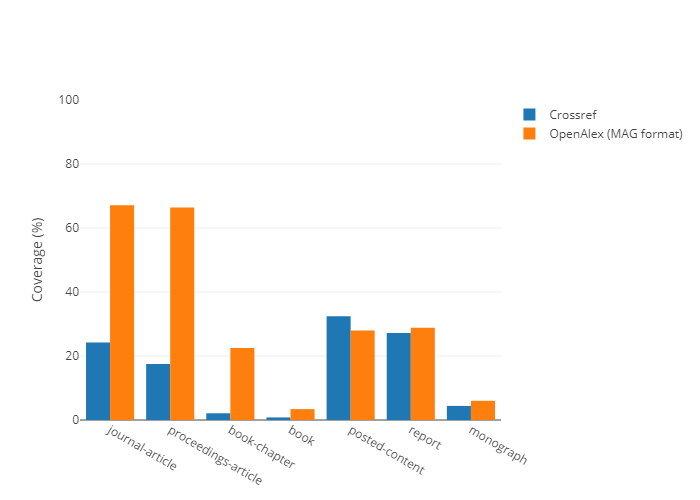 100
80
60
40
20
0
Coverage (%)
journal-article
proceedings-article
book-chapter
book
posted-content
report
monograph
Crossref
OpenAlex (MAG format)